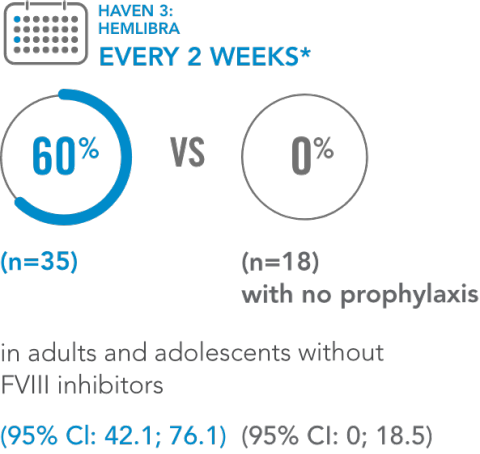 HAVEN 3:
HEMLIBRA
EVERY 2 WEEKS*
60% VS 0%
(n=35) (n=18)
with no prophylaxis
in adults and adolescents without
FVIII inhibitors
(95% CI: 42.1; 76.1) (95% CI: 0; 18.5)